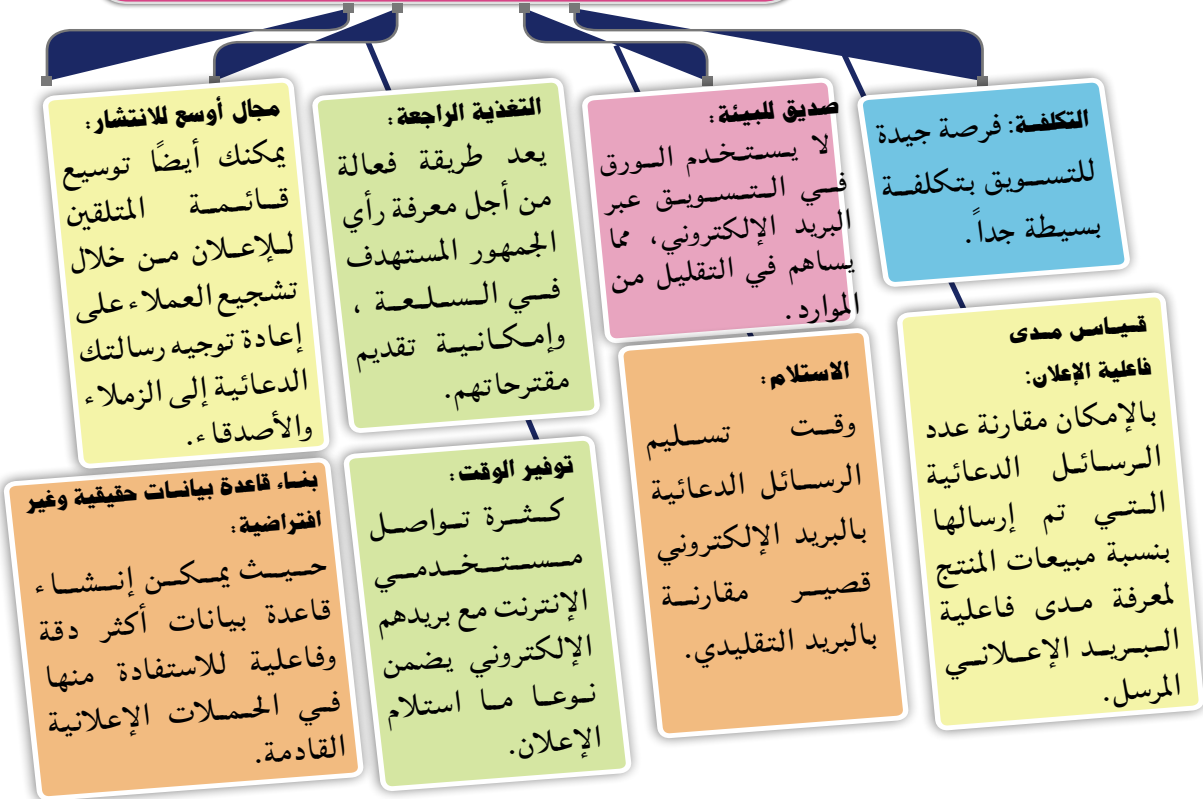 التكلفة: فرصة جيدة
للتسويق بتكلفة
بسيطة جداً.
صديق للبيئة:
لا يستخدم الورق
في التسويق عبر
البريد الإلكتروني، مما
يساهم في التقليل من
الموارد.
التغذية الراجعة:
يعد طريقة فعالة
من أجل معرفة رأي
الجمهور المستهدف
في السلعة ،
وإمكانية تقديم
مقترحاتهم.
مجال أوسع للانتشار:
يمكنك أيضًا توسيع
قائمة المتلقين
للإعلان من خلال
تشجيع العملاء على
إعادة توجيه رسالتك
الدعائية إلى الزملاء
والأصدقاء.
قياس مدى
فاعلية الإعلان:
بالإمكان مقارنة عدد
الرسائل الدعائية
التي تم إرسالها
بنسبة مبيعات المنتج
لمعرفة مدى فاعلية
البريد الإعلاني
المرسل.
الاستلام:
وقت تسليم
الرسائل الدعائية
بالبريد الإلكتروني
قصير مقارنة
بالبريد التقليدي.
توفير الوقت:
كثرة تواصل
مستخدمي
الإنترنت مع بريدهم
الإلكتروني يضمن
نوعا ما استلام
الإعلان.
بناء قاعدة بيانات حقيقية وغير
افتراضية:
حيث يمكن إنشاء
قاعدة بيانات أكثر دقة
وفاعلية للاستفادة منها
في الحملات الإعلانية
القادمة.